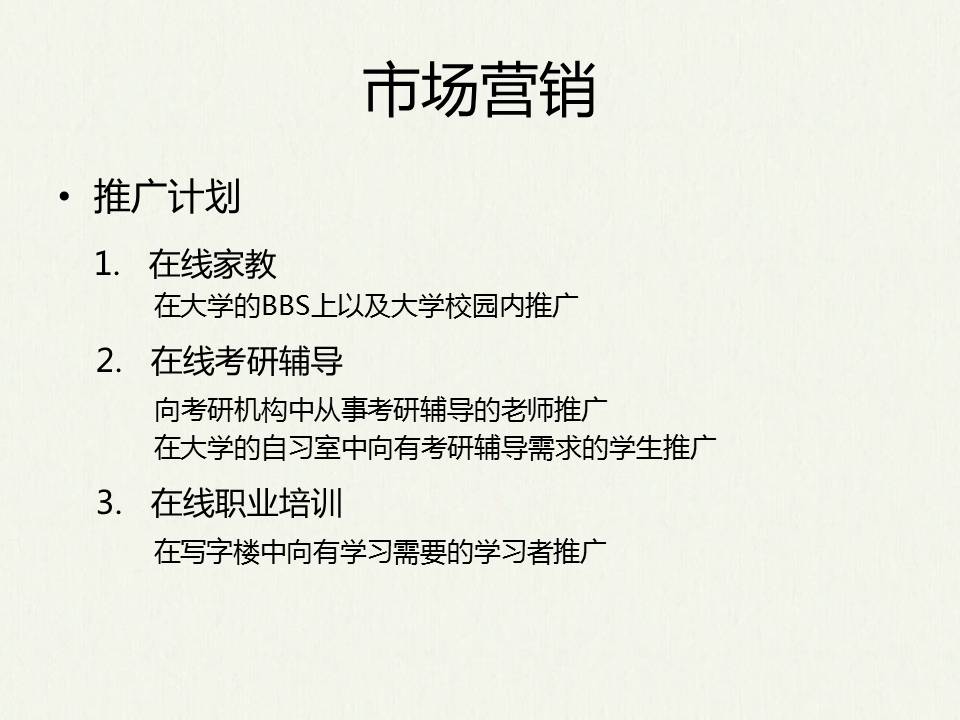 市场营销
• 推广计划
1. 在线家教
在大学的BBS上以及大学校园内推广
2. 在线考研辅导
向考研机构中从事考研辅导的老师推广
在大学的自习室中向有考研辅导需求的学生推广
3. 在线职业培训
在写字楼中向有学习需要的学习者推广